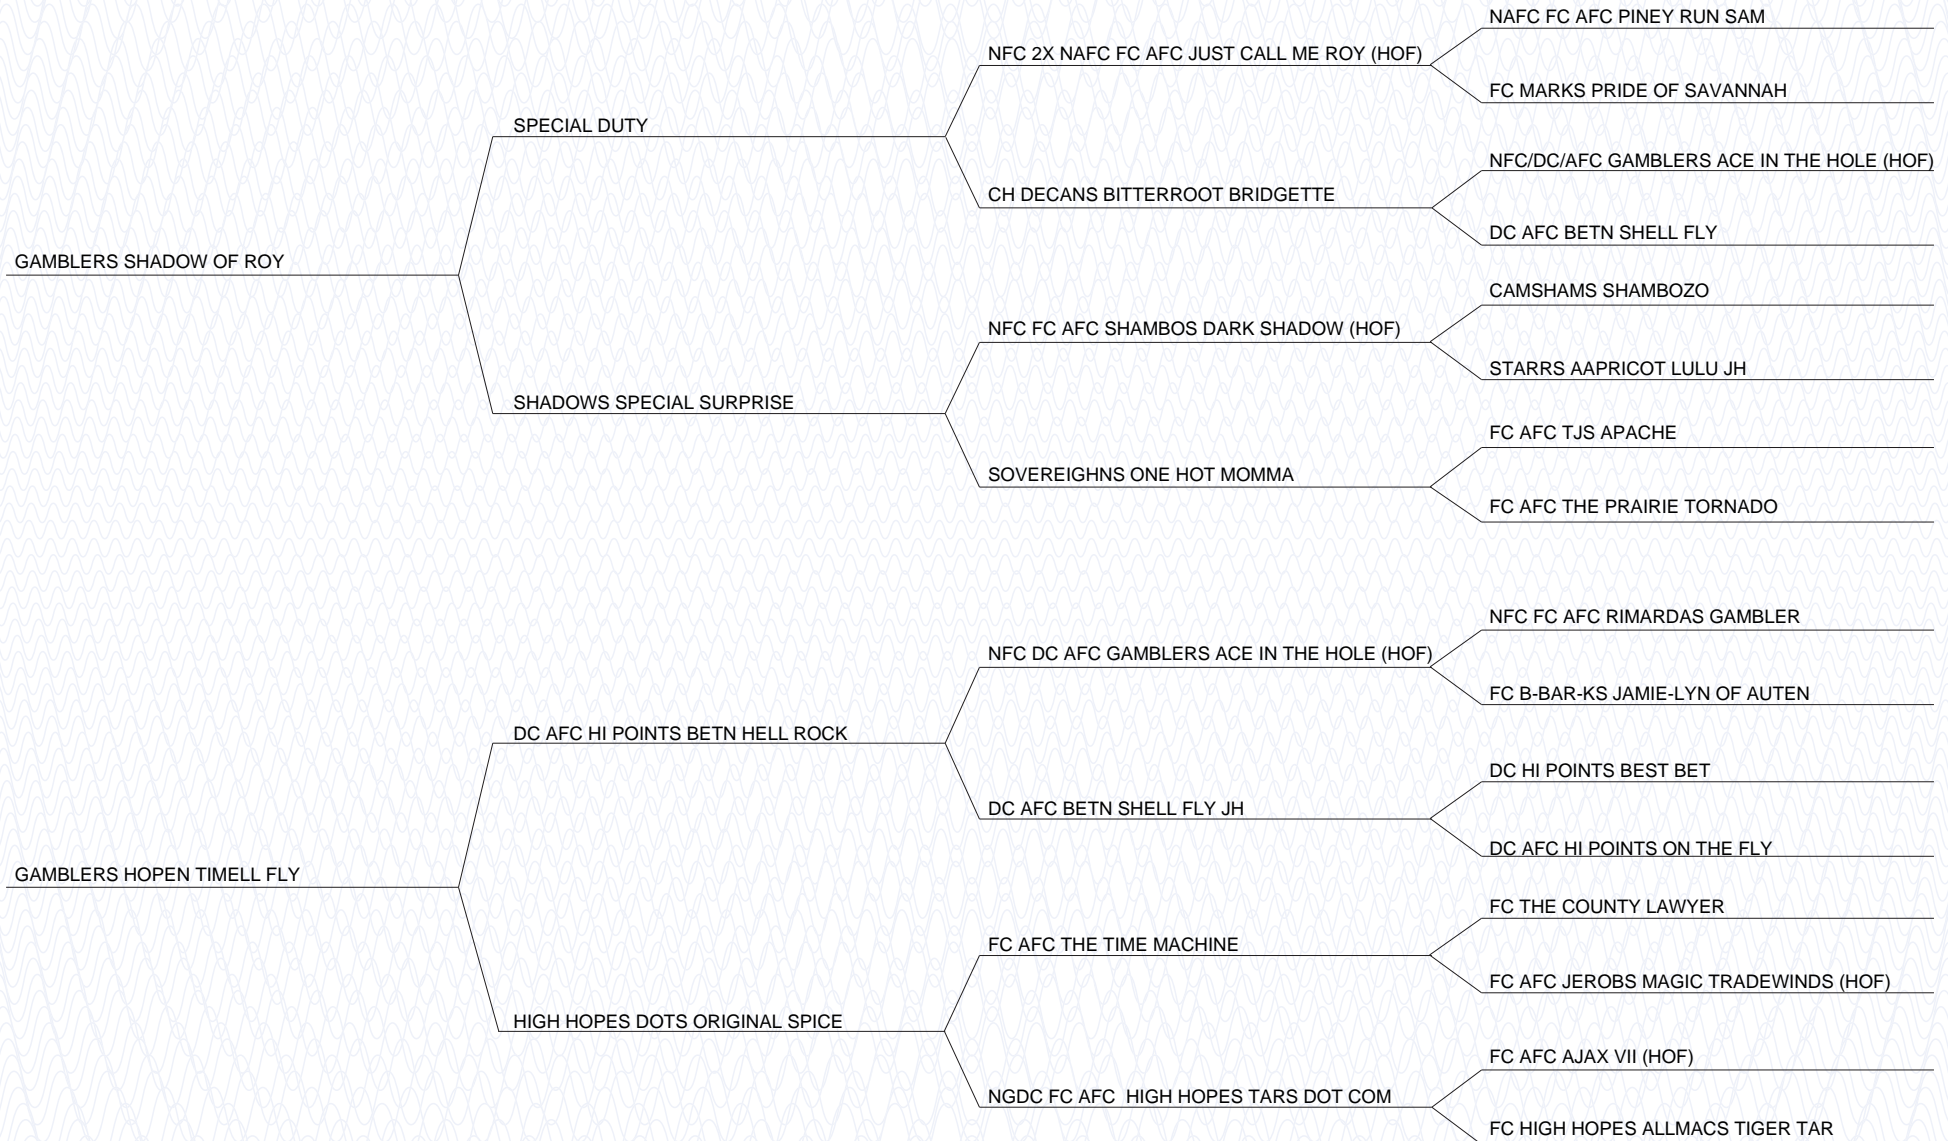 NAFC FC AFC PINEY RUN SAM
NFC 2X NAFC FC AFC JUST CALL ME ROY (HOF)
FC MARKS PRIDE OF SAVANNAH
SPECIAL DUTY
NFC/DC/AFC GAMBLERS ACE IN THE HOLE (HOF)
CH DECANS BITTERROOT BRIDGETTE
DC AFC BETN SHELL FLY
GAMBLERS SHADOW OF ROY
CAMSHAMS SHAMBOZO
NFC FC AFC SHAMBOS DARK SHADOW (HOF)
STARRS AAPRICOT LULU JH
SHADOWS SPECIAL SURPRISE
FC AFC TJS APACHE
SOVEREIGHNS ONE HOT MOMMA
FC AFC THE PRAIRIE TORNADO
NFC FC AFC RIMARDAS GAMBLER
NFC DC AFC GAMBLERS ACE IN THE HOLE (HOF)
FC B-BAR-KS JAMIE-LYN OF AUTEN
DC AFC HI POINTS BETN HELL ROCK
DC HI POINTS BEST BET
DC AFC BETN SHELL FLY JH
DC AFC HI POINTS ON THE FLY
GAMBLERS HOPEN TIMELL FLY
FC THE COUNTY LAWYER
FC AFC THE TIME MACHINE
FC AFC JEROBS MAGIC TRADEWINDS (HOF)
HIGH HOPES DOTS ORIGINAL SPICE
FC AFC AJAX VII (HOF)
NGDC FC AFC  HIGH HOPES TARS DOT COM
FC HIGH HOPES ALLMACS TIGER TAR